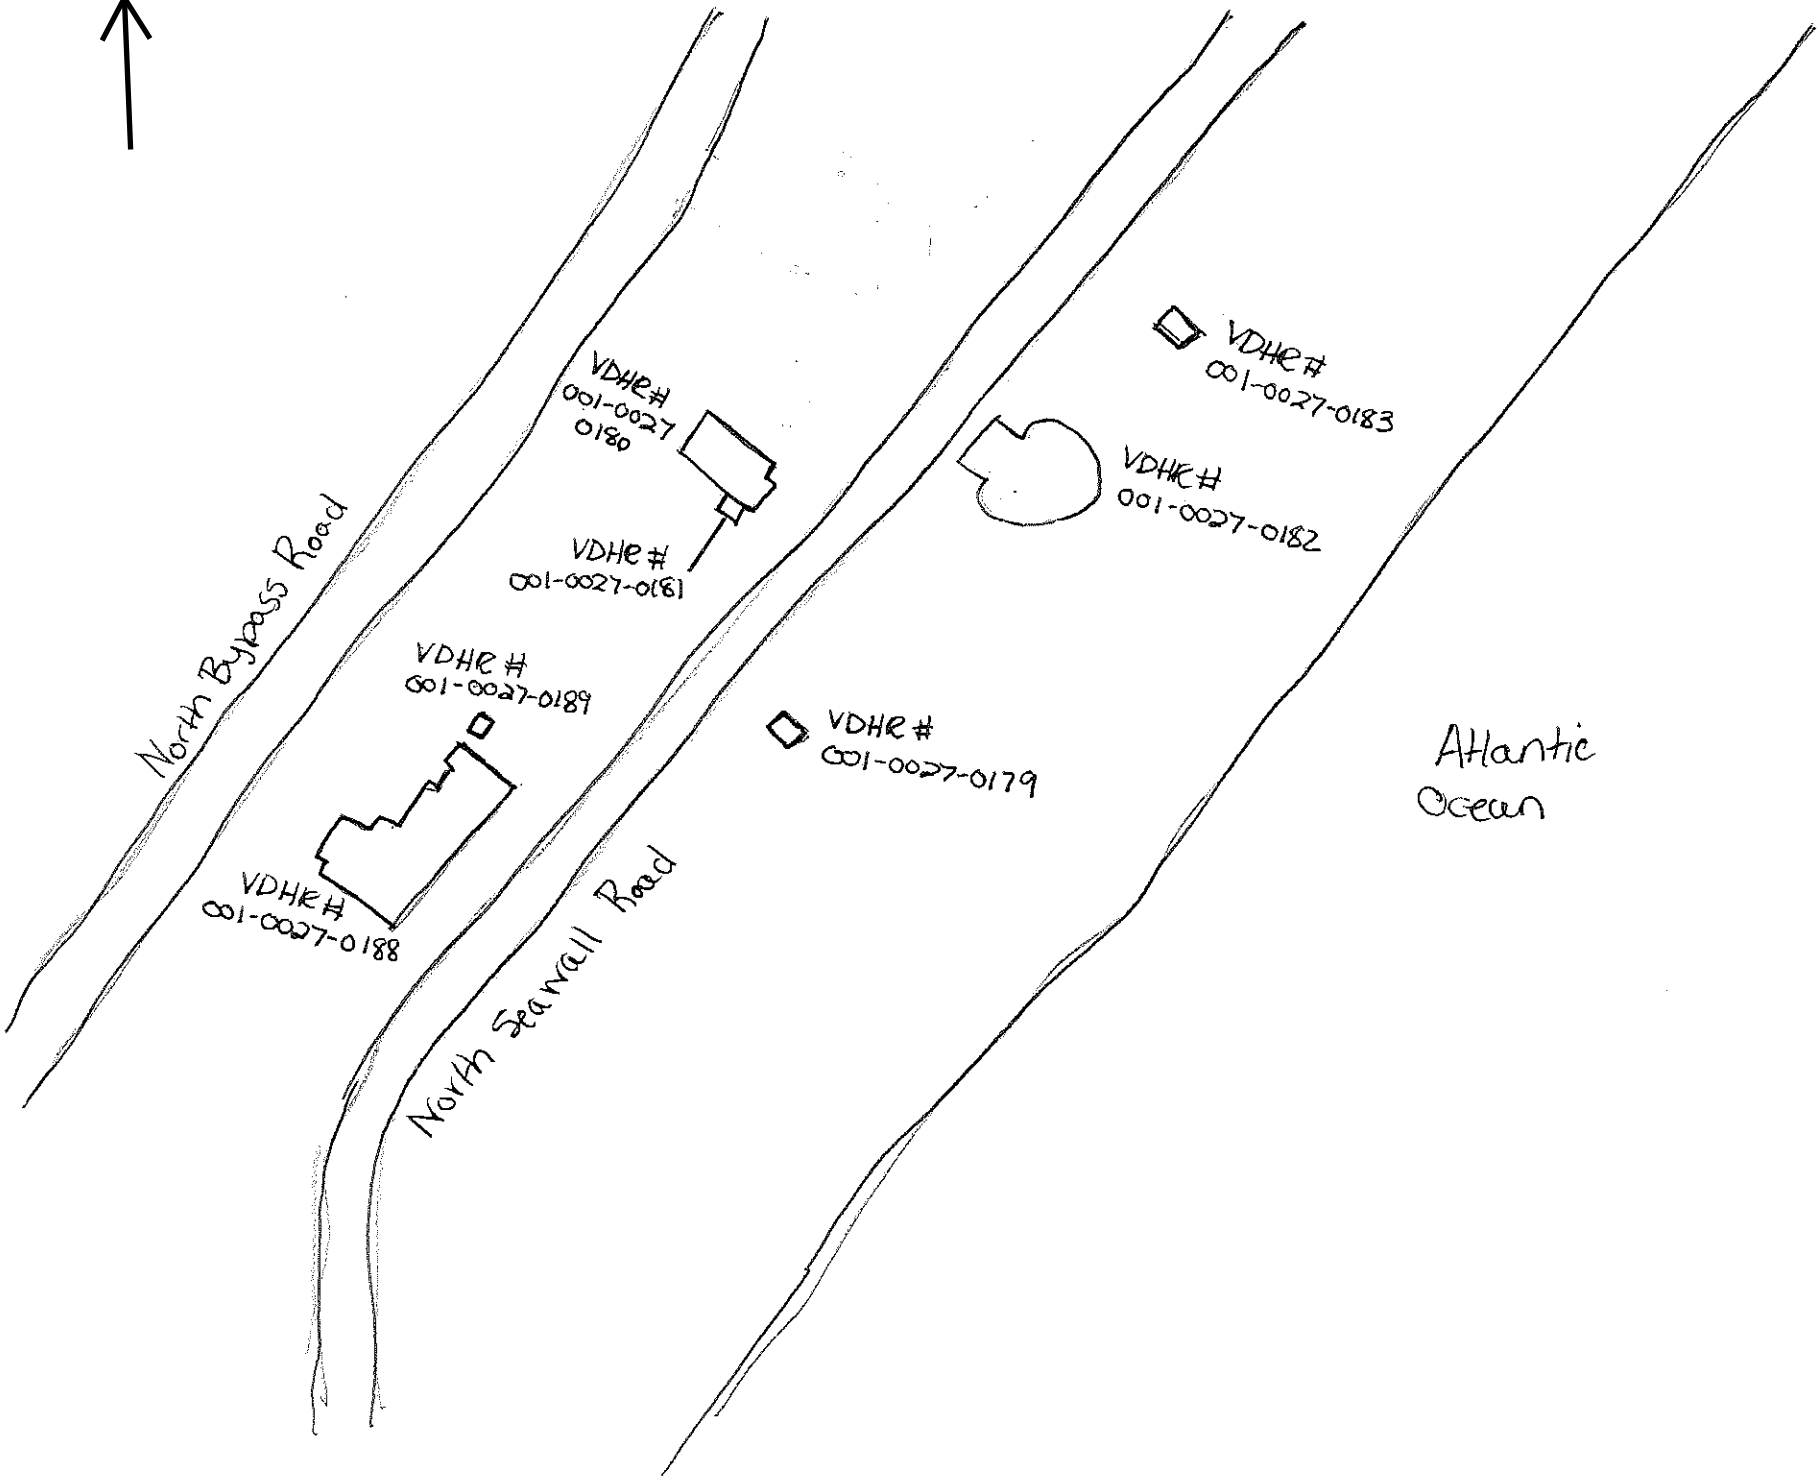 VDHR#
001-0027-0183
VDHR#
001-0027
0180
VDHR#
001-0027-0182
VDHR#
001-0027-0181
North Bypass Road
VDHR #
001-0027-0189
VDHR #
001-0027-0179
Atlantic
Ocean
VDHR #
001-0027-0188
North Seawall Road